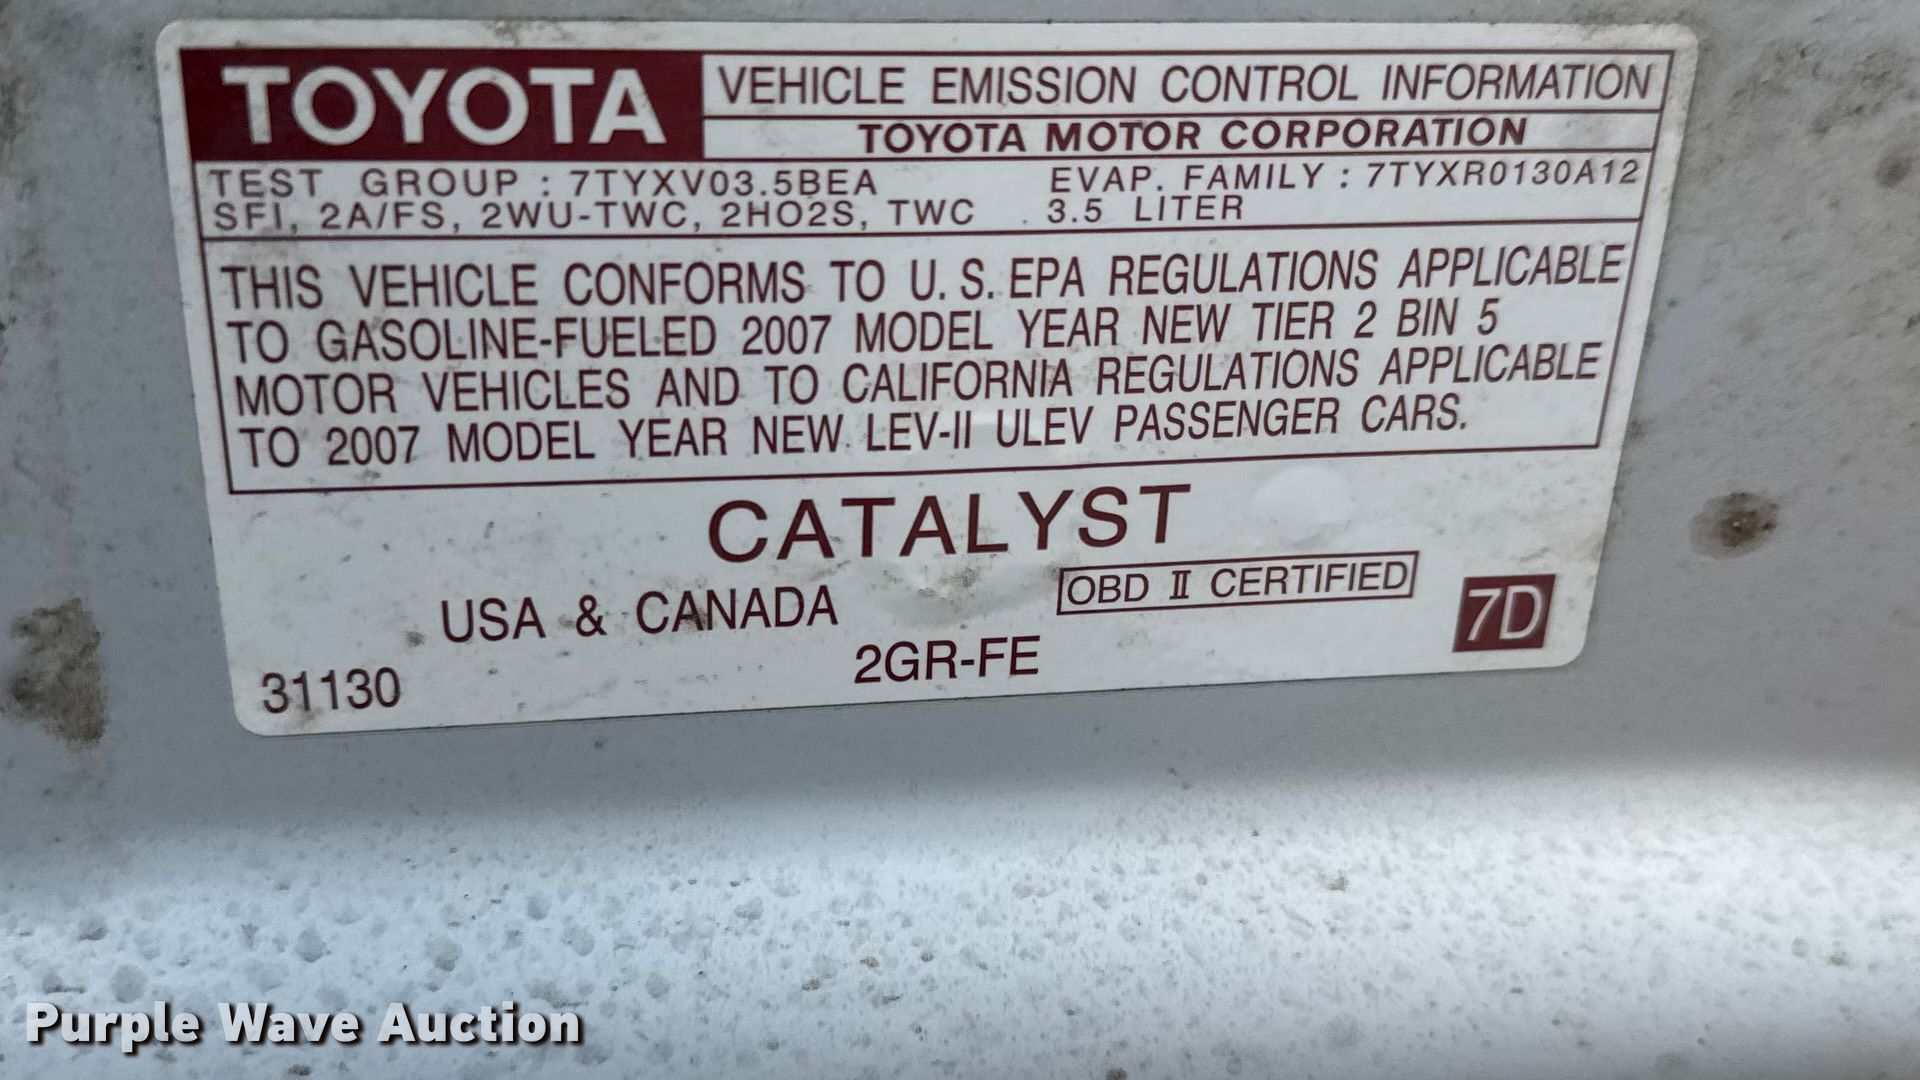 TOYOTA
VEHICLE EMISSION CONTROL INFORMATION
TOYOTA MOTOR CORPORATION
TEST GROUP : 7TYXV03.5BEA EVAP. FAMILY : 7TYXR0130A12
SFI, 2A/FS, 2WU-TWC, 2HO2S, TWC 3.5 LITER
THIS VEHICLE CONFORMS TO U. S. EPA REGULATIONS APPLICABLE
TO GASOLINE-FUELED 2007 MODEL YEAR NEW TIER 2 BIN 5
MOTOR VEHICLES AND TO CALIFORNIA REGULATIONS APPLICABLE
TO 2007 MODEL YEAR NEW LEV-II ULEV PASSENGER CARS.
CATALYST
USA & CANADA OBD II CERTIFIED
7D
31130 2GR-FE
Purple Wave Auction